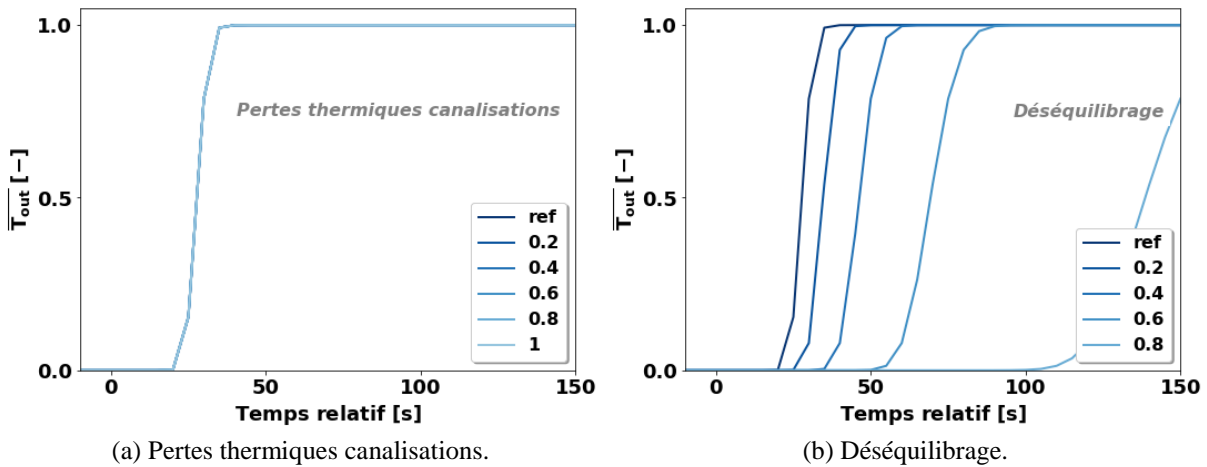 1.0
0.5
0.0
T_out [−]
Pertes thermiques canalisations
ref
0.2
0.4
0.6
0.8
1
0
50
100
150
Temps relatif [s]
(a) Pertes thermiques canalisations.
1.0
0.5
0.0
T_out [−]
Déséquilibrage
ref
0.2
0.4
0.6
0.8
0
50
100
150
Temps relatif [s]
(b) Déséquilibrage.